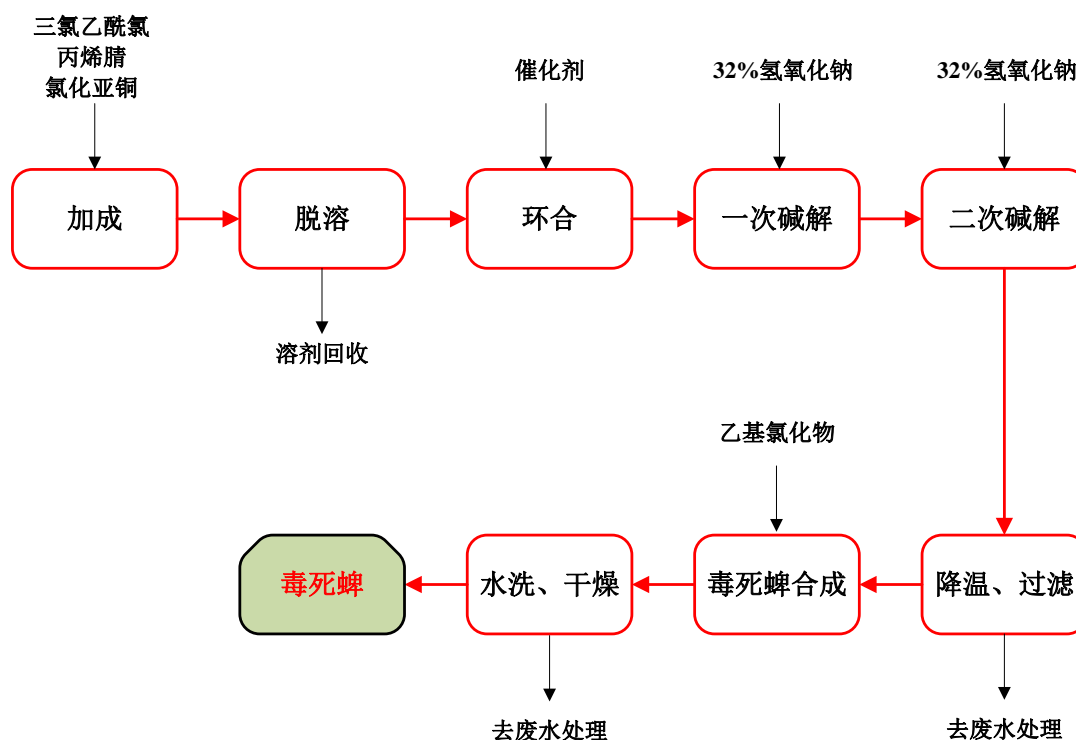 三氯乙酰氯
丙烯腈
氯化亚铜
催化剂
32%氢氧化钠
32%氢氧化钠
加成
脱溶
环合
一次碱解
二次碱解
溶剂回收
乙基氯化物
毒死蜱
水洗、干燥
毒死蜱合成
降温、过滤
去废水处理
去废水处理